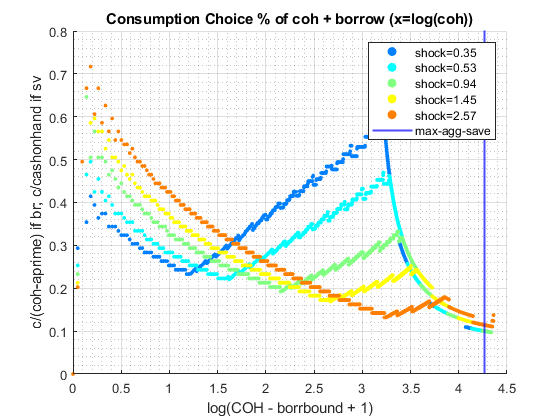 Consumption Choice % of coh + borrow (x=log(coh))
c/(coh-aprime) if br, c/cashonhand if sv
0.8
0.7
0.6
0.5
0.4
0.3
0.2
0.1
0
shock=0.35
shock=0.53
shock=0.94
shock=1.45
shock=2.57
max-agg-save
0 0.5 1 1.5 2 2.5 3 3.5 4 4.5
log(COH - borrbound + 1)